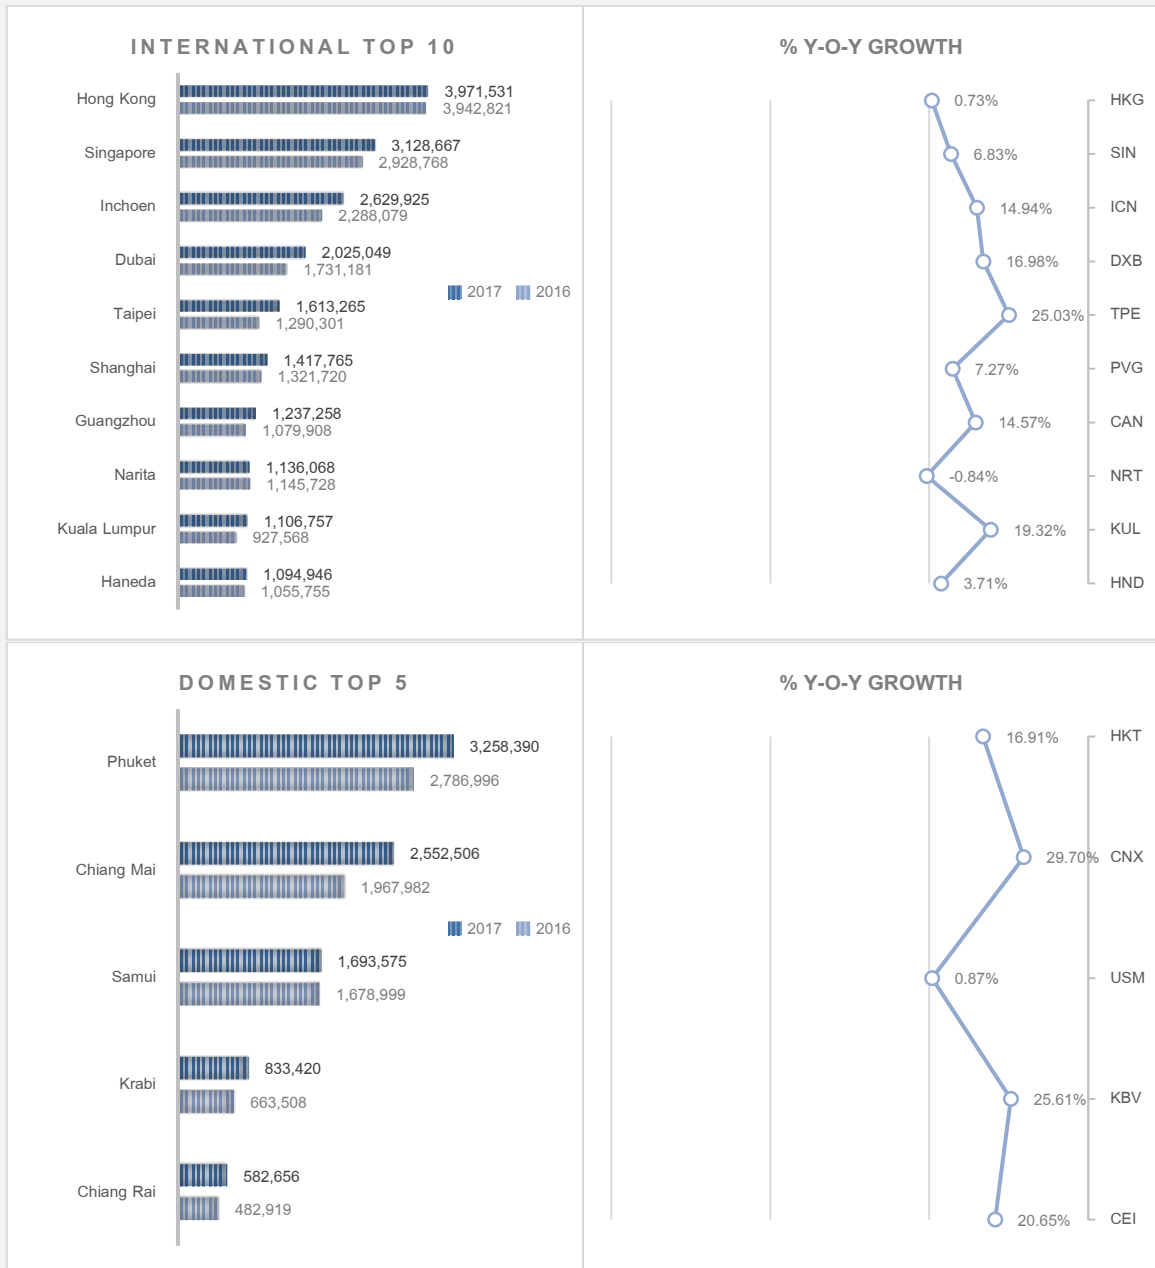 INTERNATIONAL TOP 10
Hong Kong
3,971,531
3,942,821
Singapore
3,128,667
2,928,768
Inchoen
2,629,925
2,288,079
Dubai
2,025,049
1,731,181
2017 2016
Taipei
1,613,265
1,290,301
Shanghai
1,417,765
1,321,720
Guangzhou
1,237,258
1,079,908
Narita
1,136,068
1,145,728
Kuala Lumpur
1,106,757
927,568
Haneda
1,094,946
1,055,755
% Y-O-Y GROWTH
0.73% HKG
6.83% SIN
14.94% ICN
16.98% DXB
25.03% TPE
7.27% PVG
14.57% CAN
-0.84% NRT
19.32% KUL
3.71% HND
DOMESTIC TOP 5
Phuket
3,258,390
2,786,996
Chiang Mai
2,552,506
1,967,982
2017 2016
Samui
1,693,575
1,678,999
Krabi
833,420
663,508
Chiang Rai
582,656
482,919
% Y-O-Y GROWTH
16.91% HKT
29.70% CNX
0.87% USM
25.61% KBV
20.65% CEI